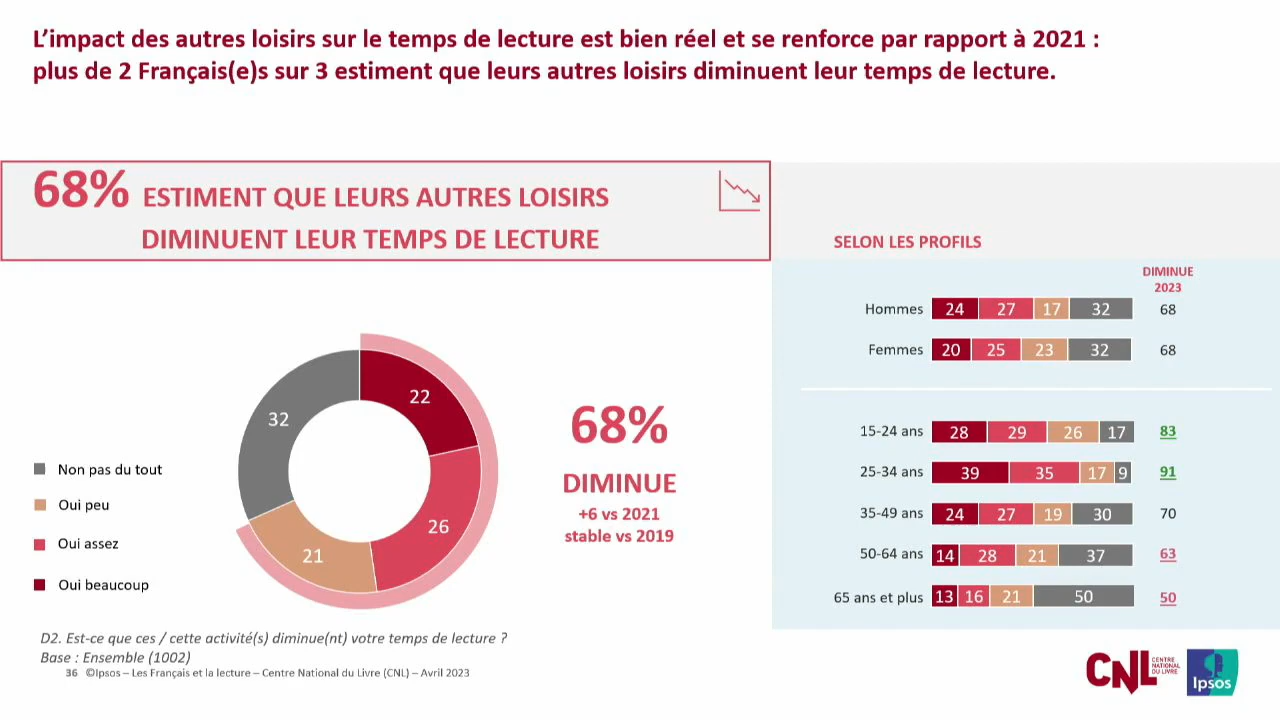 L’impact des autres loisirs sur le temps de lecture est bien réel et se renforce par rapport à 2021 :
plus de 2 Français(e)s sur 3 estiment que leurs autres loisirs diminuent leur temps de lecture.
68% ESTIMENT QUE LEURS AUTRES LOISIRS
DIMINUENT LEUR TEMPS DE LECTURE
22
26
21
32
Non pas du tout
Oui peu
Oui assez
Oui beaucoup
68%
DIMINUE
+6 vs 2021
stable vs 2019
SELON LES PROFILS
DIMINUE
2023
Hommes 24 27 17 32 68
Femmes 20 25 23 32 68
15-24 ans 28 29 26 17 83
25-34 ans 39 35 17 9 91
35-49 ans 24 27 19 30 70
50-64 ans 14 28 21 37 63
65 ans et plus 13 16 21 50 50
D2. Est-ce que ces / cette activité(s) diminue(nt) votre temps de lecture ?
Base : Ensemble (1002)
36 ©Ipsos – Les Français et la lecture – Centre National du Livre (CNL) – Avril 2023
CNL CENTRE
NATIONAL
DU LIVRE
Ipsos